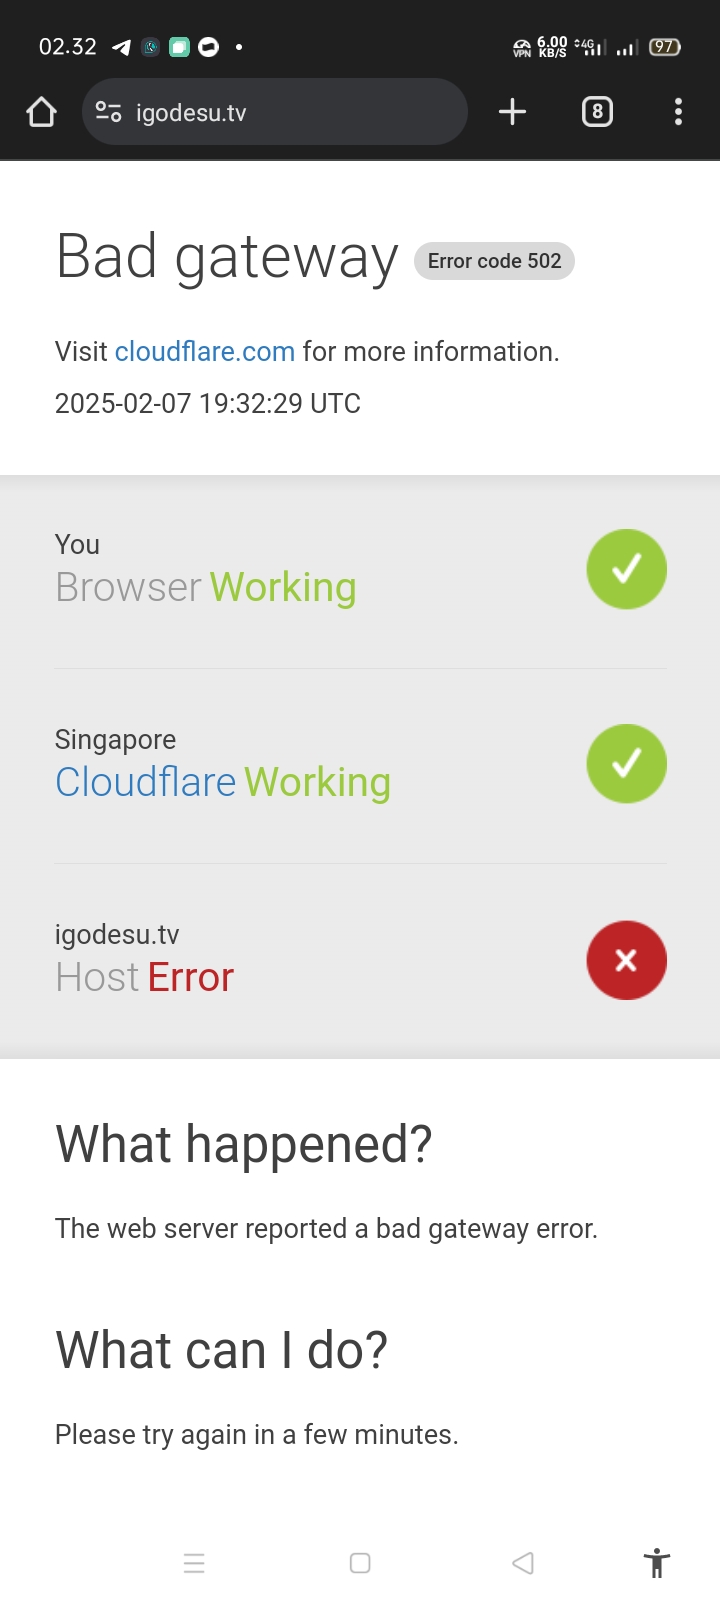 02.32
VPN 6.00 KB/S 4G 97
igodesu.tv
8
Bad gateway Error code 502
Visit cloudflare.com for more information.
2025-02-07 19:32:29 UTC
You
Browser Working
Singapore
Cloudflare Working
igodesu.tv
Host Error
What happened?
The web server reported a bad gateway error.
What can I do?
Please try again in a few minutes.